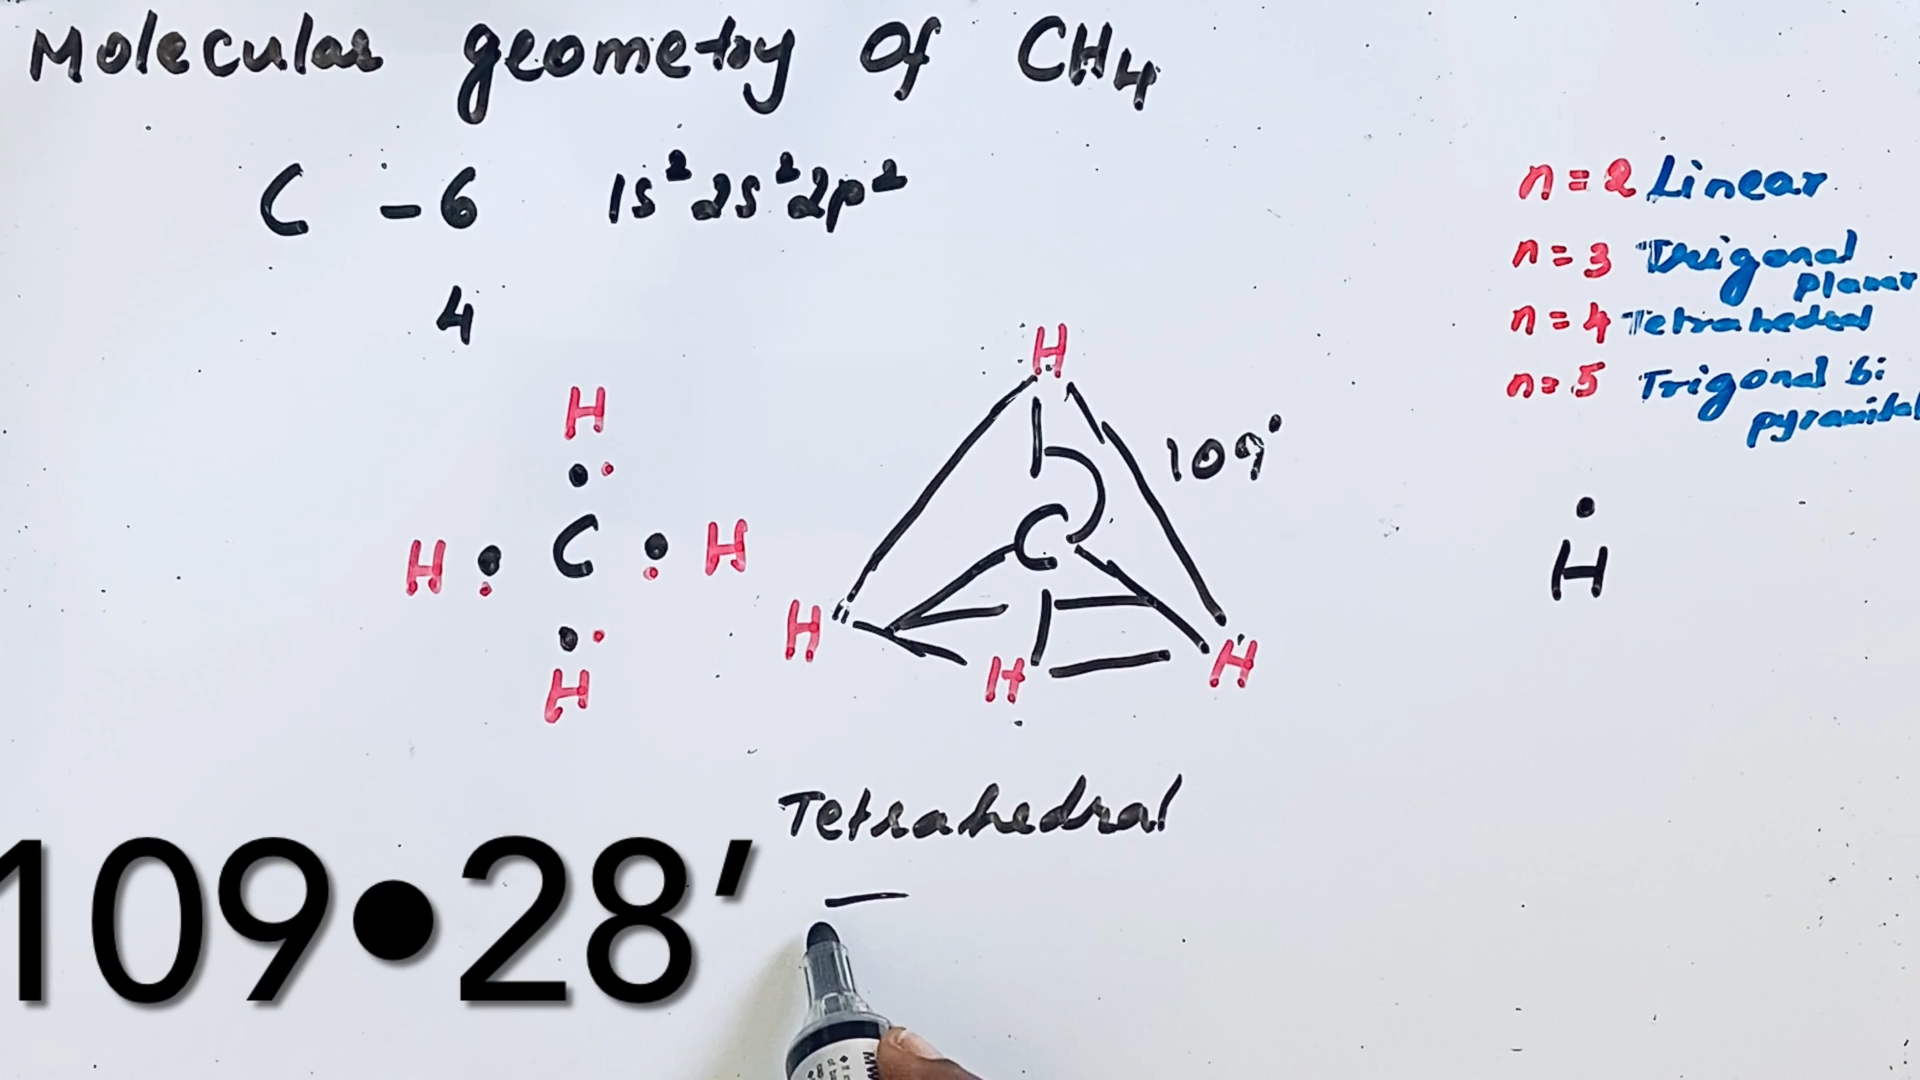 Molecular geometry Of CH4
C - 6 1s² 2s² 2p²
4
n = 2 Linear
n = 3 Trigonal planar
n = 4 Tetrahedral
n = 5 Trigonal bi pyramidal
H
H C H
H
H
109°
C
H H H
H
Tetrahedral
109•28′